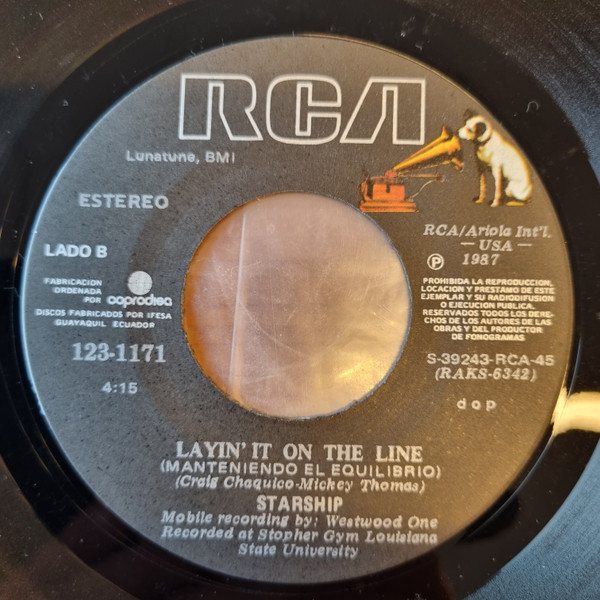 RCA
Lunatune, BMI
ESTEREO
LADO B
FABRICACION
ORDENADA
POR
DISCOS FABRICADOS POR IFESA
GUAYAQUIL ECUADOR
123-1171
4:15
RCA/Ariola Int'l.
— USA —
Ⓟ 1987
PROHIBIDA LA REPRODUCCION,
LOCACION Y PRESTAMO DE ESTE
EJEMPLAR Y SU RADIODIFUSION
O EJECUCION PUBLICA.
RESERVADOS TODOS LOS DERE-
CHOS DE LOS AUTORES DE LAS
OBRAS Y DEL PRODUCTOR
DE FONOGRAMAS
S-39243-RCA-45
(RAKS-6342)
dop
LAYIN' IT ON THE LINE
(MANTENIENDO EL EQUILIBRIO)
(Craig Chaquico-Mickey Thomas)
STARSHIP
Mobile recording by: Westwood One
Recorded at Stopher Gym Louisiana
State University